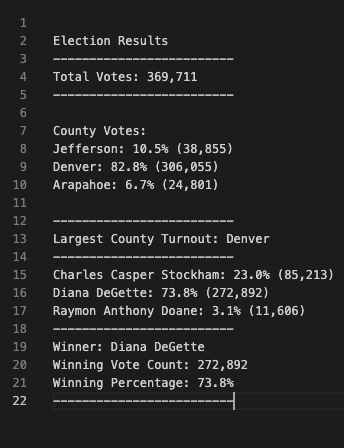 1
2 Election Results
3 -------------------------
4 Total Votes: 369,711
5 -------------------------
6
7 County Votes:
8 Jefferson: 10.5% (38,855)
9 Denver: 82.8% (306,055)
10 Arapahoe: 6.7% (24,801)
11
12 -------------------------
13 Largest County Turnout: Denver
14 -------------------------
15 Charles Casper Stockham: 23.0% (85,213)
16 Diana DeGette: 73.8% (272,892)
17 Raymon Anthony Doane: 3.1% (11,606)
18 -------------------------
19 Winner: Diana DeGette
20 Winning Vote Count: 272,892
21 Winning Percentage: 73.8%
22 -------------------------